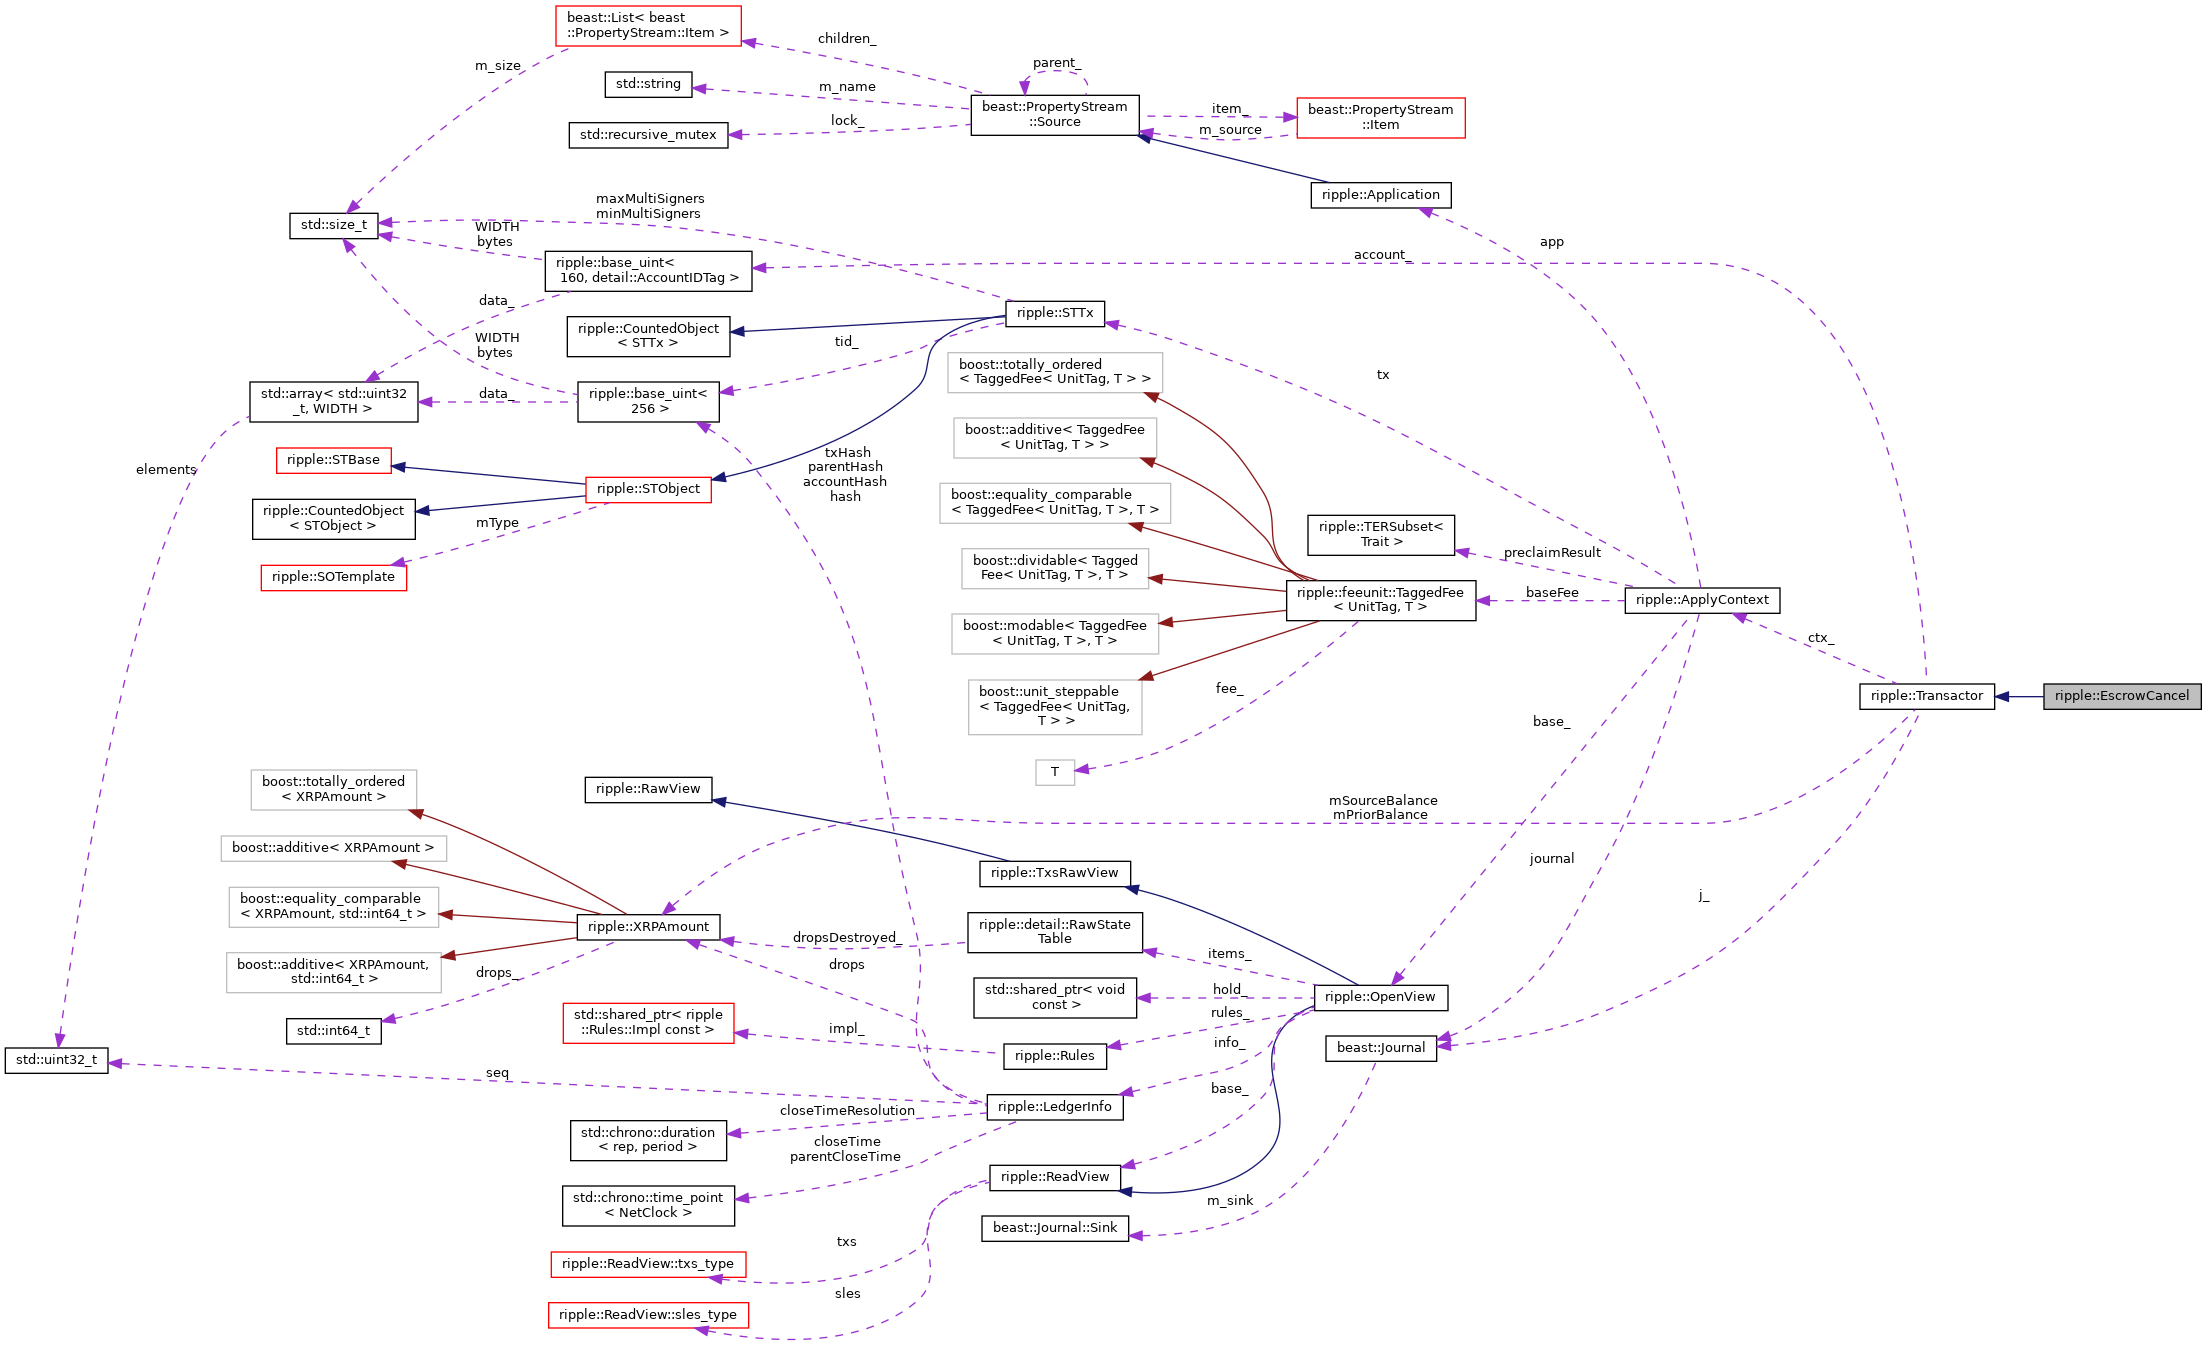 beast::List< beast
::PropertyStream::Item >
children_
m_size
parent_
std::string
m_name
beast::PropertyStream
::Source
item_
beast::PropertyStream
::Item
lock_
m_source
std::recursive_mutex
ripple::Application
maxMultiSigners
minMultiSigners
std::size_t
WIDTH
bytes
app
account_
ripple::base_uint<
160, detail::AccountIDTag >
data_
ripple::STTx
ripple::CountedObject
< STTx >
WIDTH
bytes
tid_
boost::totally_ordered
< TaggedFee< UnitTag, T > >
tx
std::array< std::uint32
_t, WIDTH >
data_
ripple::base_uint<
256 >
boost::additive< TaggedFee
< UnitTag, T > >
elements
ripple::STBase
txHash
parentHash
accountHash
hash
ripple::STObject
boost::equality_comparable
< TaggedFee< UnitTag, T >, T >
ripple::CountedObject
< STObject >
mType
ripple::TERSubset<
Trait >
preclaimResult
boost::dividable< Tagged
Fee< UnitTag, T >, T >
ripple::SOTemplate
ripple::feeunit::TaggedFee
< UnitTag, T >
baseFee
ripple::ApplyContext
boost::modable< TaggedFee
< UnitTag, T >, T >
ctx_
boost::unit_steppable
< TaggedFee< UnitTag,
T > >
fee_
ripple::Transactor
ripple::EscrowCancel
base_
T
boost::totally_ordered
< XRPAmount >
ripple::RawView
mSourceBalance
mPriorBalance
boost::additive< XRPAmount >
journal
ripple::TxsRawView
j_
boost::equality_comparable
< XRPAmount, std::int64_t >
ripple::XRPAmount
dropsDestroyed_
ripple::detail::RawState
Table
items_
boost::additive< XRPAmount,
std::int64_t >
drops_
drops
std::shared_ptr< void
const >
hold_
ripple::OpenView
std::int64_t
std::shared_ptr< ripple
::Rules::Impl const >
impl_
rules_
ripple::Rules
info_
beast::Journal
std::uint32_t
seq
base_
ripple::LedgerInfo
closeTimeResolution
std::chrono::duration
< rep, period >
closeTime
parentCloseTime
ripple::ReadView
std::chrono::time_point
< NetClock >
m_sink
beast::Journal::Sink
txs
ripple::ReadView::txs_type
sles
ripple::ReadView::sles_type